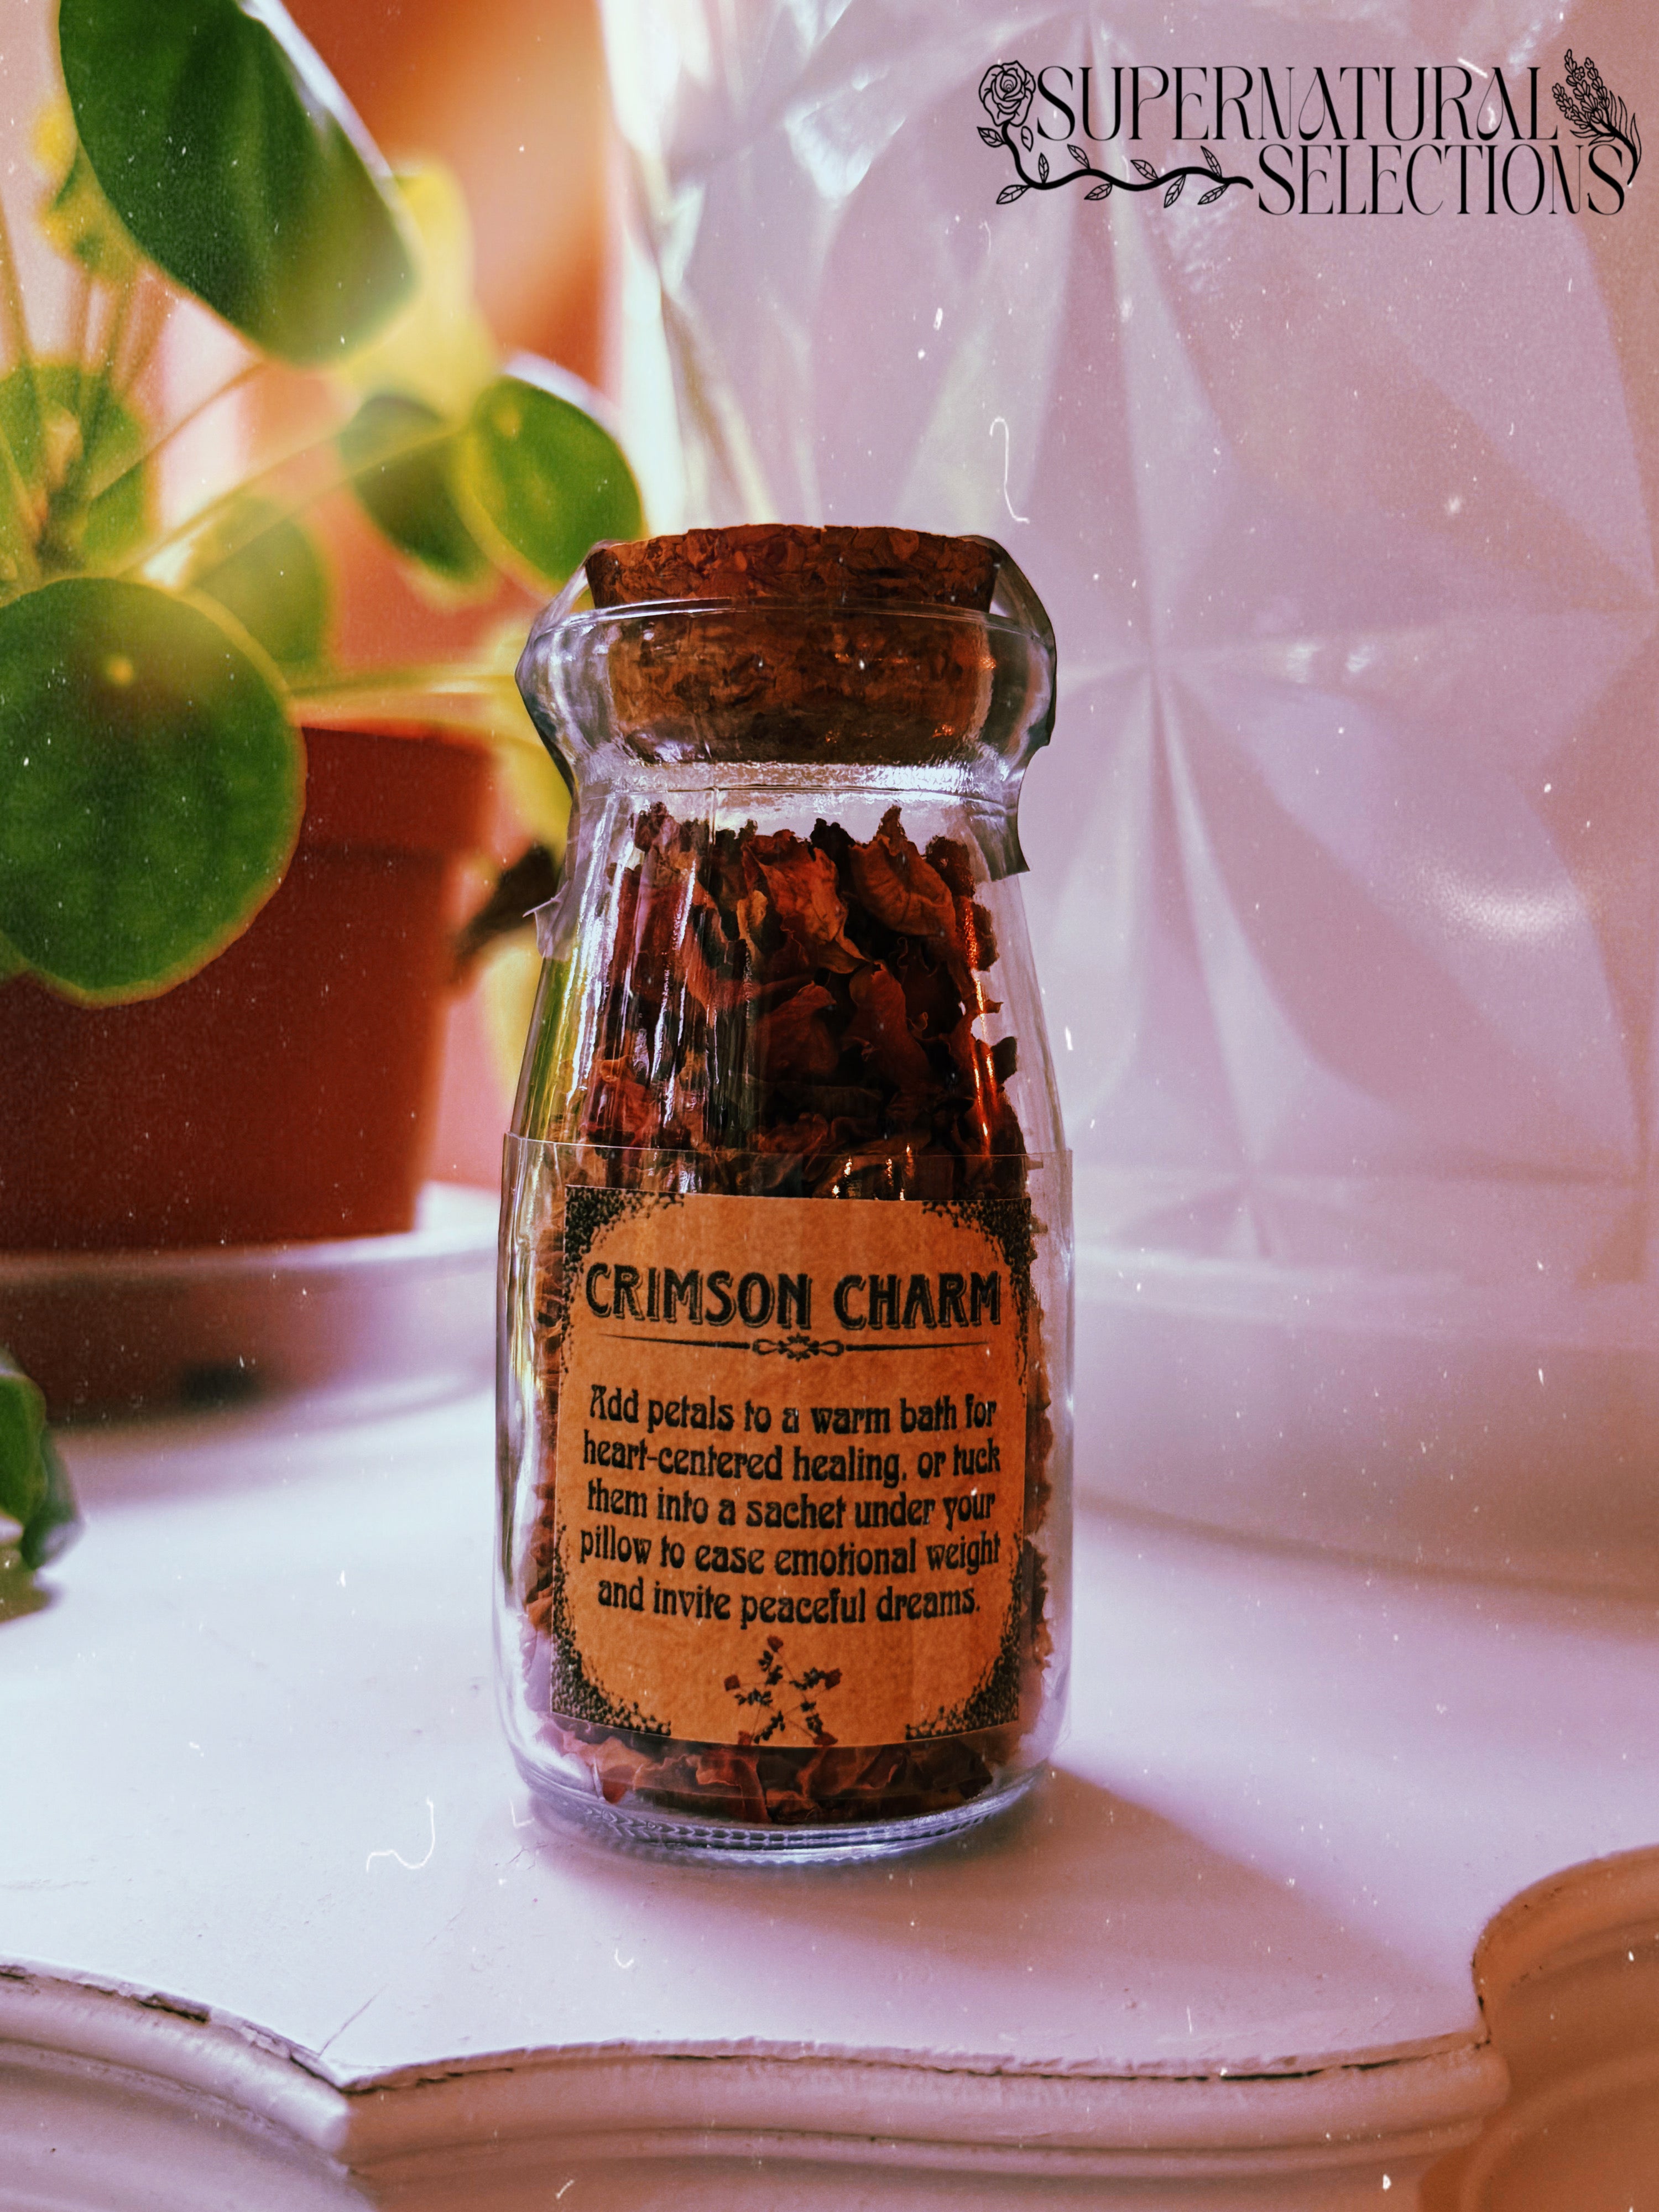 SUPERNATURAL
SELECTIONS
CRIMSON CHARM
Add petals to a warm bath for
heart-centered healing, or tuck
them into a sachet under your
pillow to ease emotional weight
and invite peaceful dreams.